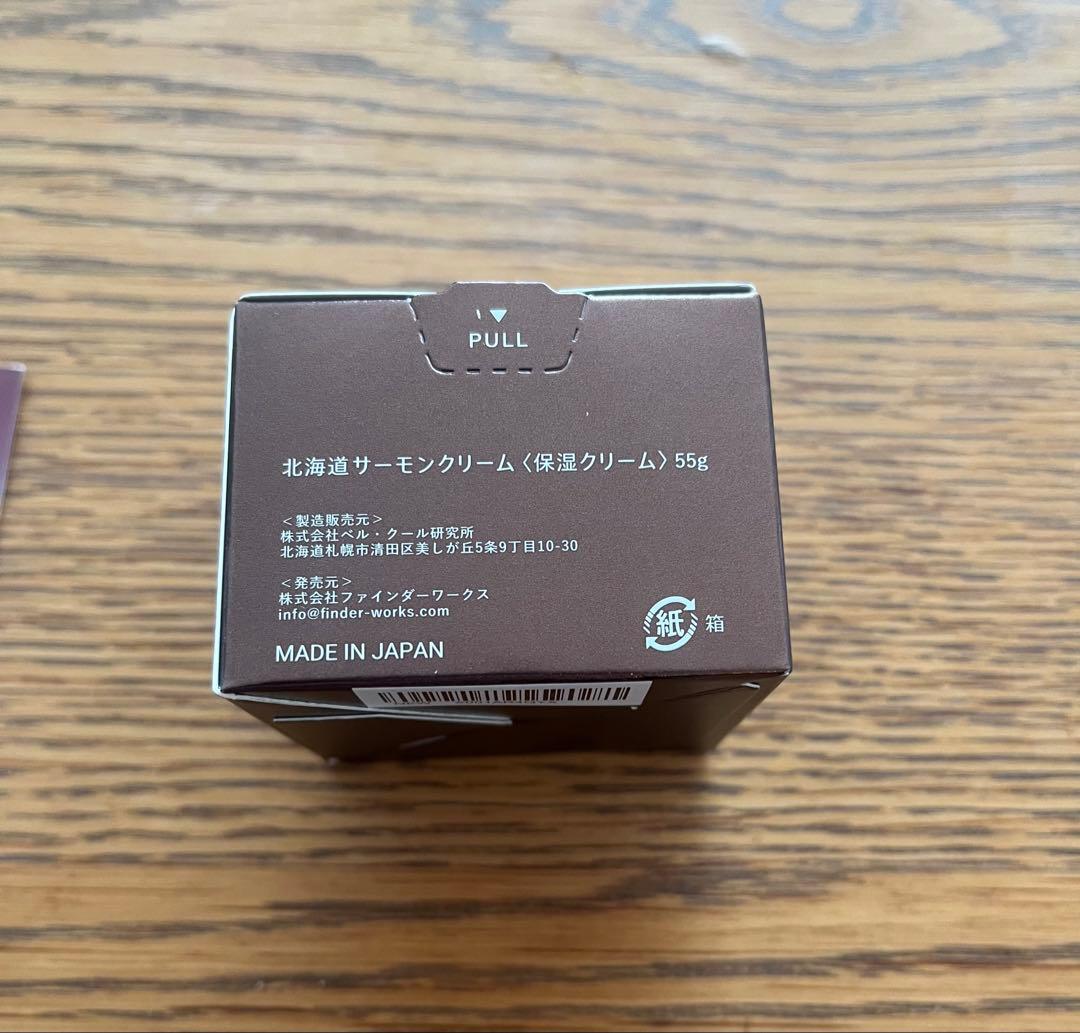 PULL
北海道サーモンクリーム〈保湿クリーム〉55g
＜製造販売元＞
株式会社ベル・クール研究所
北海道札幌市清田区美しが丘5条9丁目10-30
＜発売元＞
株式会社ファインダーワークス
info@finder-works.com
紙 箱
MADE IN JAPAN